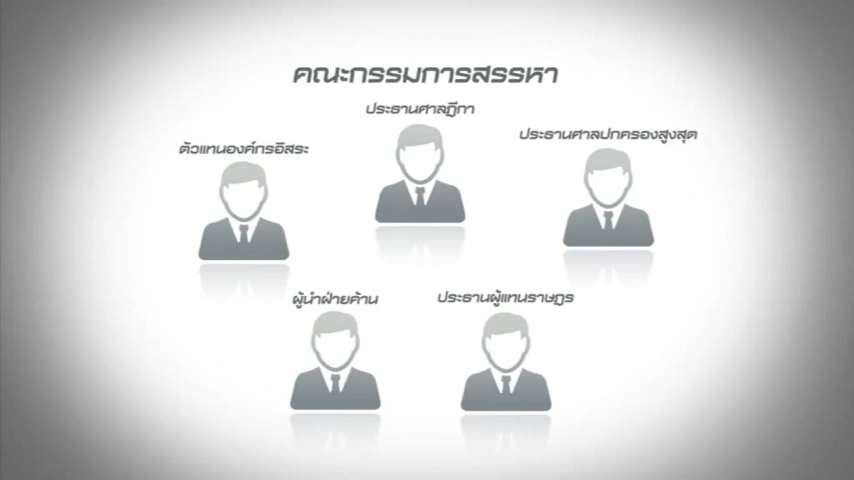 คณะกรรมการสรรหา
ประธานศาลฎีกา
ตัวแทนองค์กรอิสระ
ประธานศาลปกครองสูงสุด
ผู้นำฝ่ายค้าน
ประธานผู้แทนราษฎร